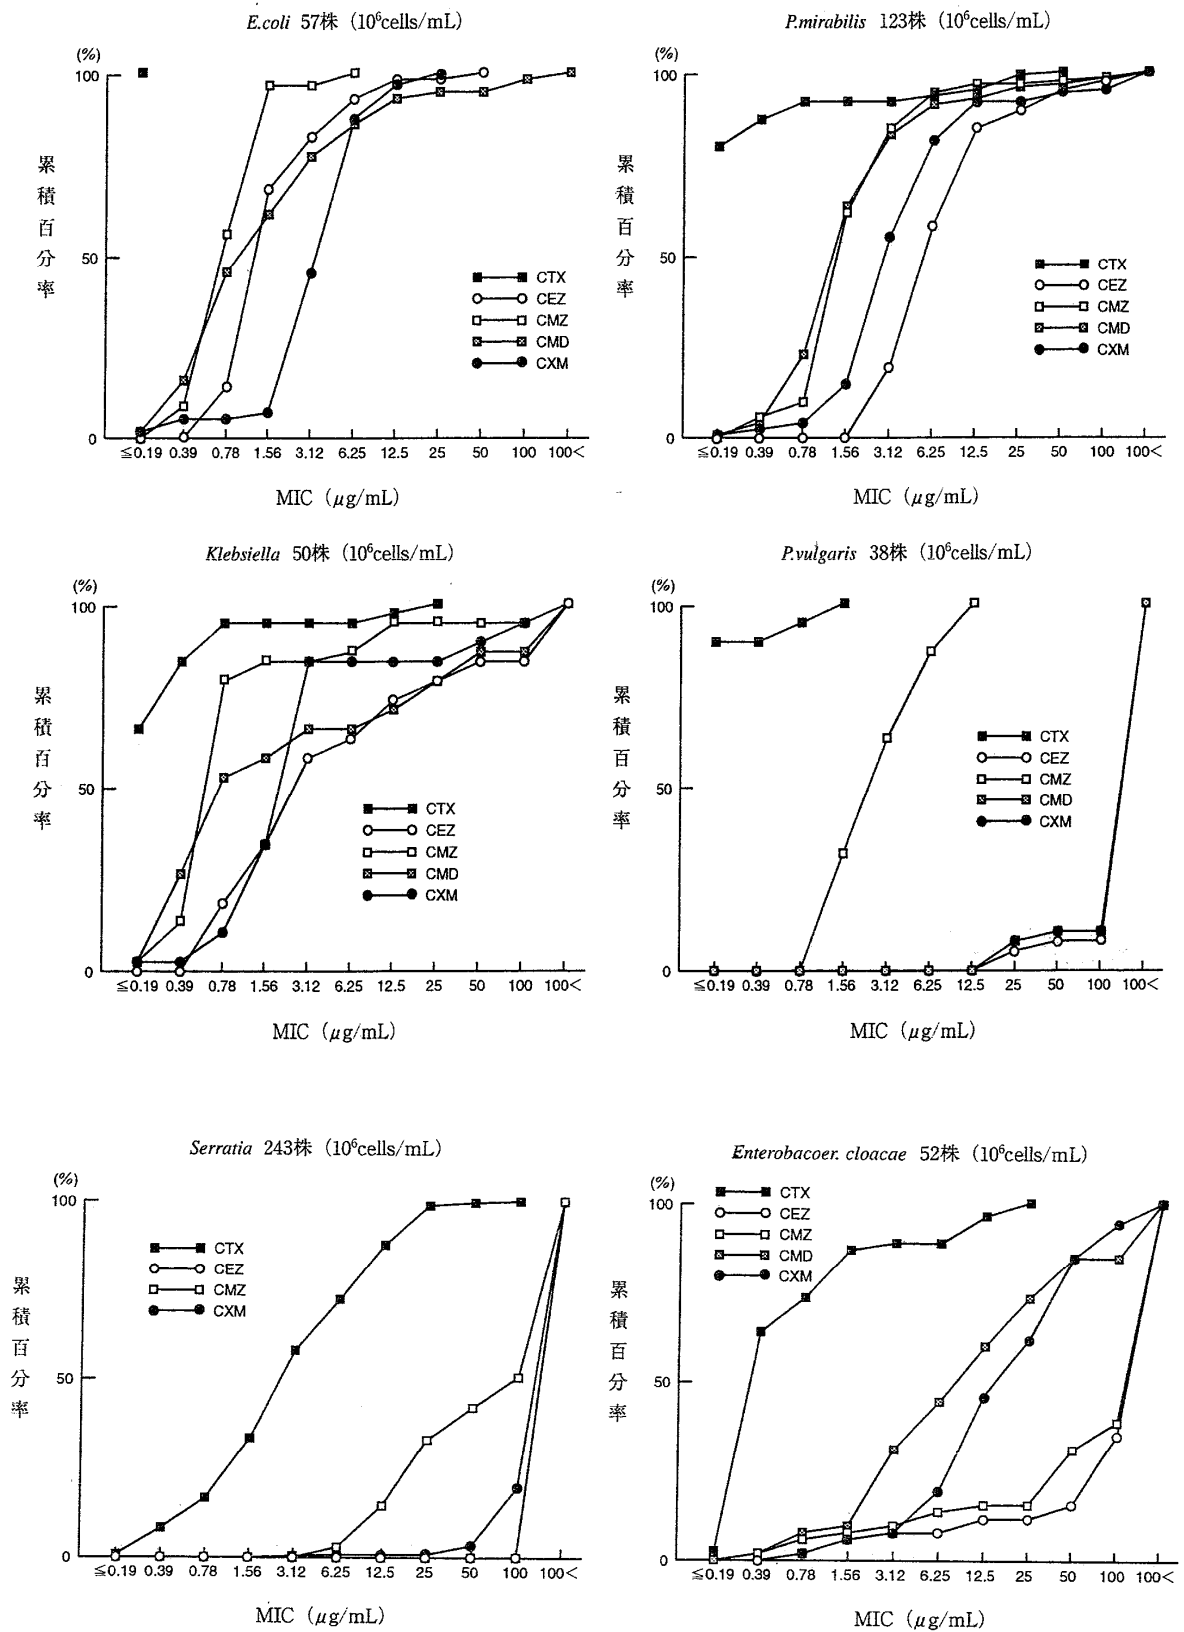 E.coli 57株 (10⁶cells/mL)
(%)
100
50
0
累積百分率
CTX
CEZ
CMZ
CMD
CXM
≦0.19 0.39 0.78 1.56 3.12 6.25 12.5 25 50 100 100<
MIC (μg/mL)
P.mirabilis 123株 (10⁶cells/mL)
(%)
100
50
0
累積百分率
CTX
CEZ
CMZ
CMD
CXM
≦0.19 0.39 0.78 1.56 3.12 6.25 12.5 25 50 100 100<
MIC (μg/mL)
Klebsiella 50株 (10⁶cells/mL)
(%)
100
50
0
累積百分率
CTX
CEZ
CMZ
CMD
CXM
≦0.19 0.39 0.78 1.56 3.12 6.25 12.5 25 50 100 100<
MIC (μg/mL)
P.vulgaris 38株 (10⁶cells/mL)
(%)
100
50
0
累積百分率
CTX
CEZ
CMZ
CMD
CXM
≦0.19 0.39 0.78 1.56 3.12 6.25 12.5 25 50 100 100<
MIC (μg/mL)
Serratia 243株 (10⁶cells/mL)
(%)
100
50
0
累積百分率
CTX
CEZ
CMZ
CXM
≦0.19 0.39 0.78 1.56 3.12 6.25 12.5 25 50 100 100<
MIC (μg/mL)
Enterobacoer. cloacae 52株 (10⁶cells/mL)
(%)
100
50
0
累積百分率
CTX
CEZ
CMZ
CMD
CXM
≦0.19 0.39 0.78 1.56 3.12 6.25 12.5 25 50 100 100<
MIC (μg/mL)